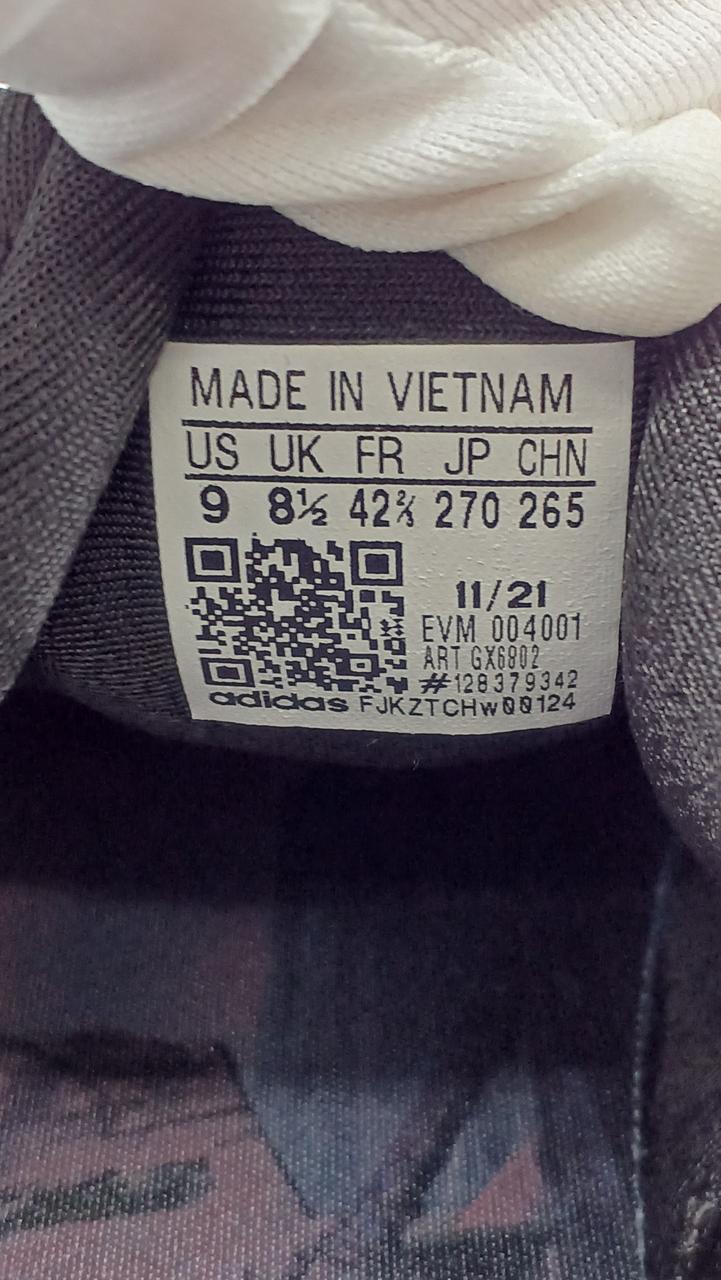 MADE IN VIETNAM
US UK FR JP CHN
9 8½ 42⅔ 270 265
11/21
EVM 004001
ART GX6802
#128379342
adidas FJKZTCHW00124